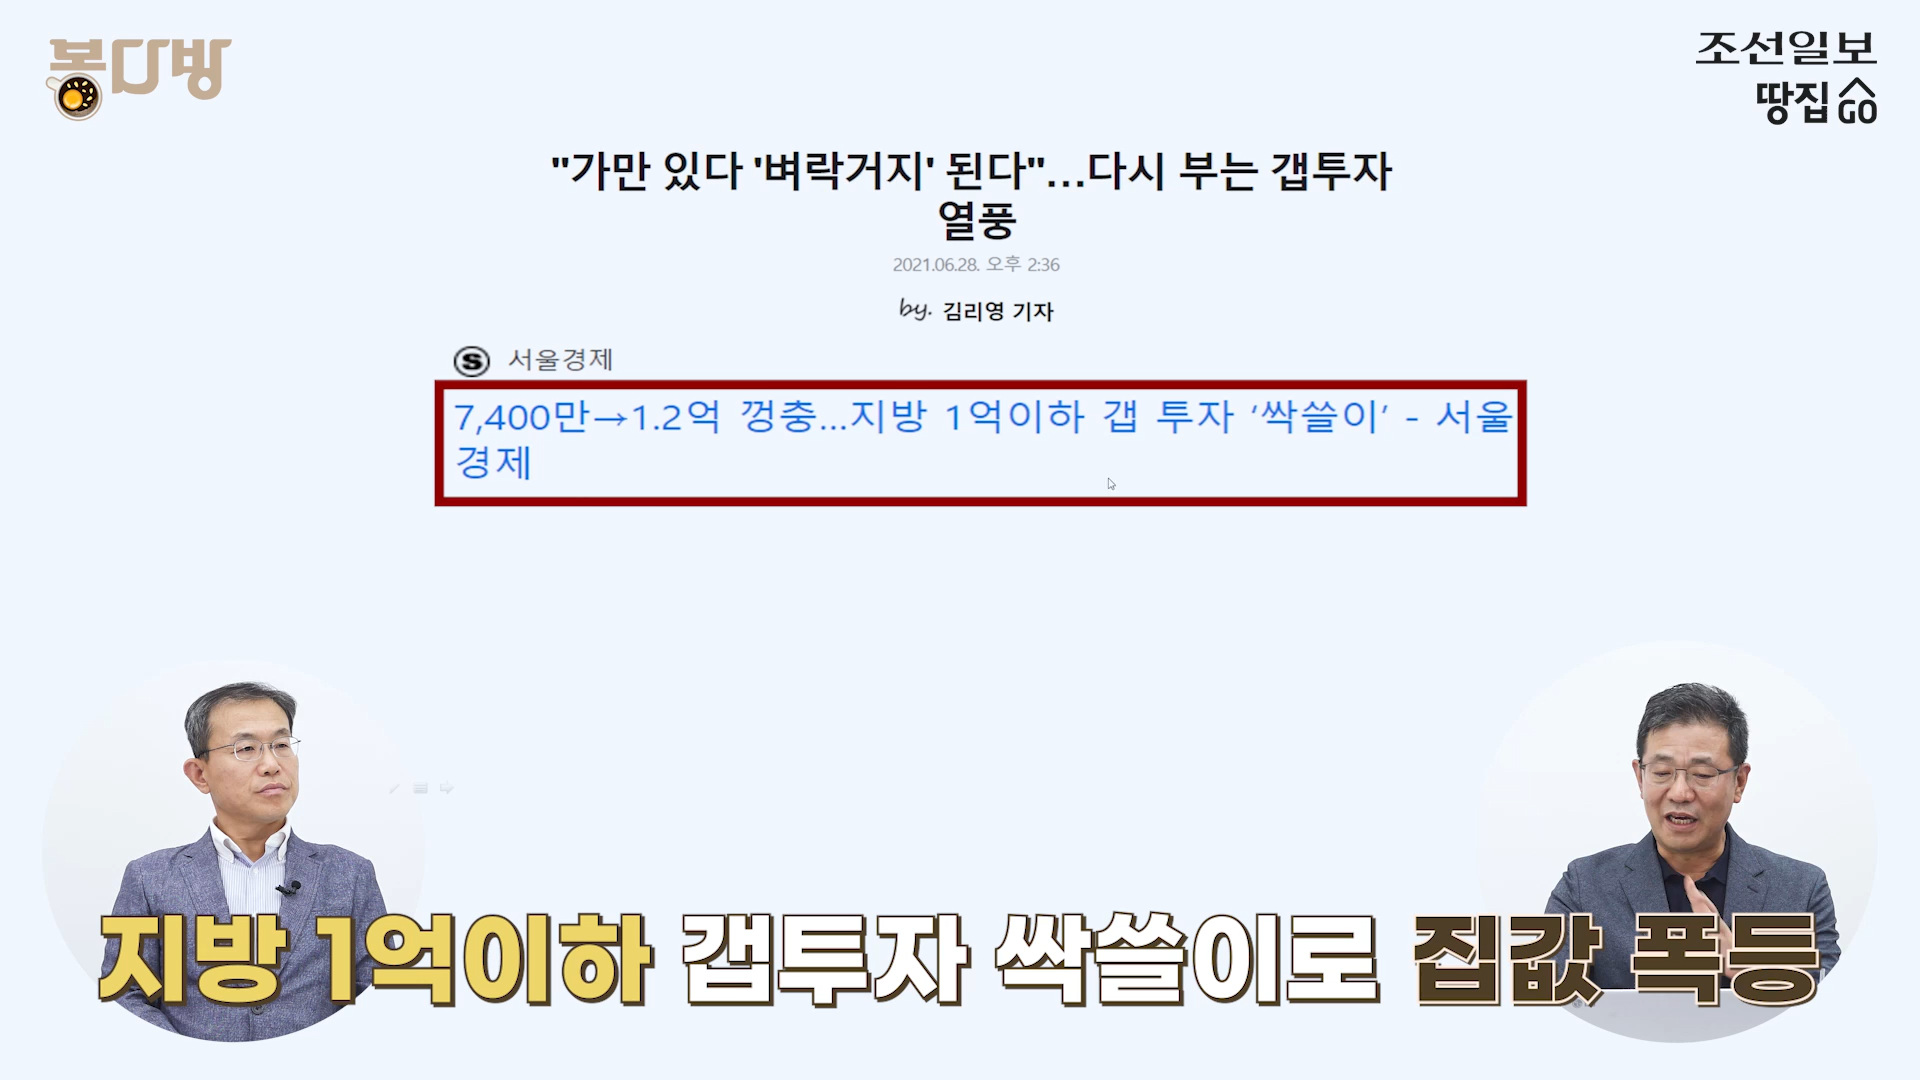 봉다방
조선일보
땅집GO
"가만 있다 '벼락거지' 된다"...다시 부는 갭투자
열풍
2021.06.28. 오후 2:36
by. 김리영 기자
S 서울경제
7,400만→1.2억 껑충...지방 1억이하 갭 투자 ‘싹쓸이’ - 서울
경제
지방 1억이하 갭투자 싹쓸이로 집값 폭등